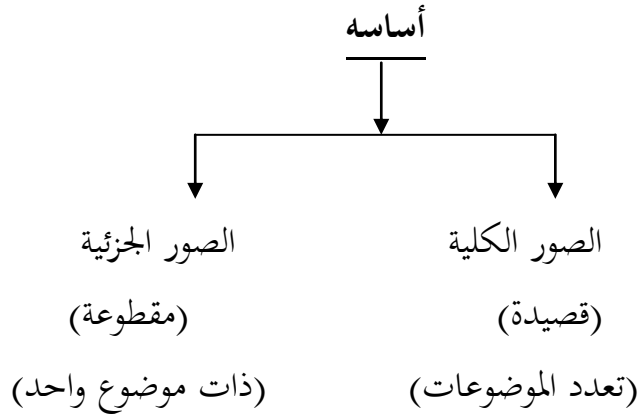 أساسه
الصور الكلية
الصور الجزئية
(قصيدة)
(مقطوعة)
(تعدد الموضوعات)
(ذات موضوع واحد)